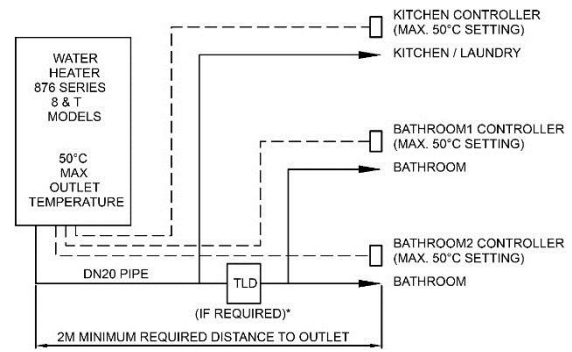 KITCHEN CONTROLLER
(MAX. 50°C SETTING)
KITCHEN / LAUNDRY
WATER
HEATER
876 SERIES
8 & T
MODELS
50°C
MAX
OUTLET
TEMPERATURE
BATHROOM1 CONTROLLER
(MAX. 50°C SETTING)
BATHROOM
BATHROOM2 CONTROLLER
(MAX. 50°C SETTING)
DN20 PIPE
TLD
BATHROOM
(IF REQUIRED)*
2M MINIMUM REQUIRED DISTANCE TO OUTLET